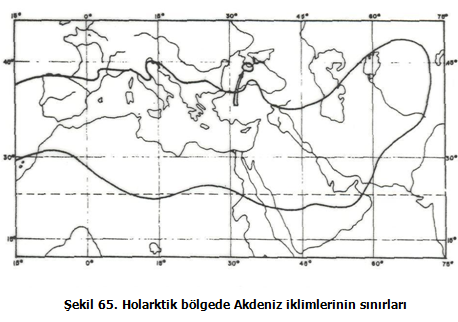 15° 0° 15° 30° 45° 60° 75°
45° 45°
30° 30°
15° 15°
15° 0° 15° 30° 45° 60° 75°
Şekil 65. Holarktik bölgede Akdeniz iklimlerinin sınırları